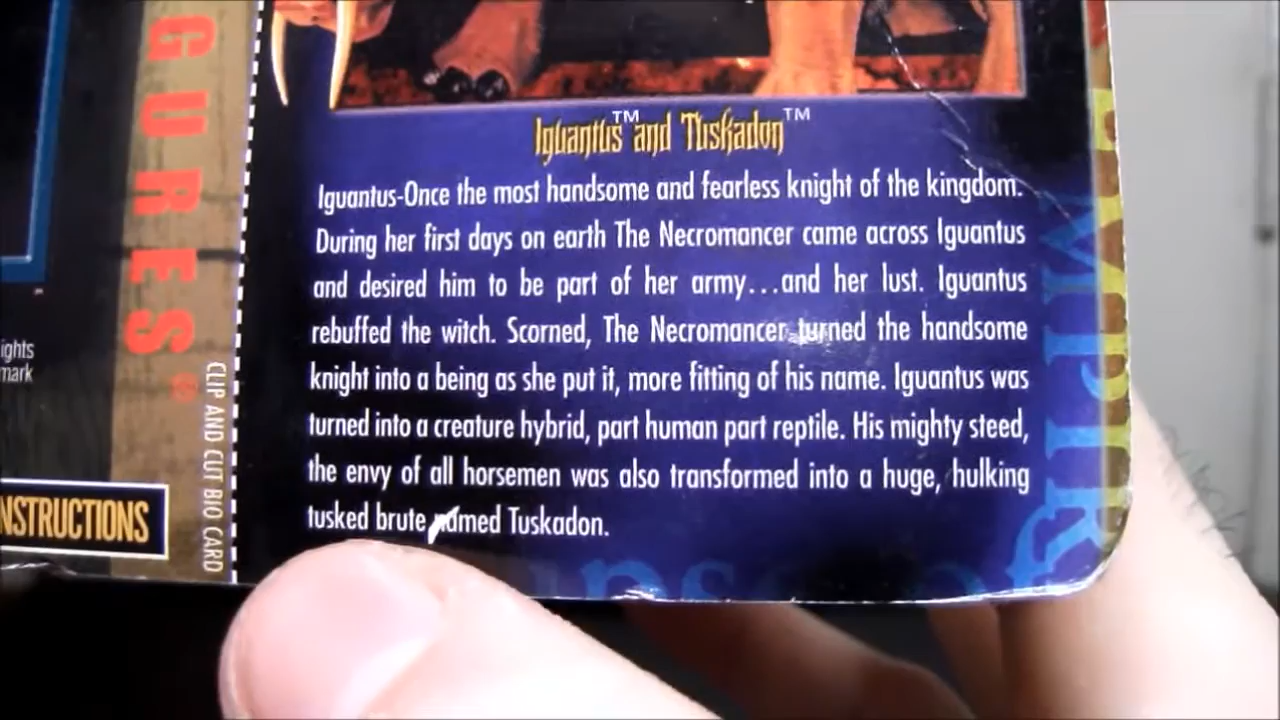 GURES
ights
mark
NSTRUCTIONS
CLIP AND CUT BIO CARD
Iguantus™ and Tuskadon™
Iguantus-Once the most handsome and fearless knight of the kingdom.
During her first days on earth The Necromancer came across Iguantus
and desired him to be part of her army...and her lust. Iguantus
rebuffed the witch. Scorned, The Necromancer turned the handsome
knight into a being as she put it, more fitting of his name. Iguantus was
turned into a creature hybrid, part human part reptile. His mighty steed,
the envy of all horsemen was also transformed into a huge, hulking
tusked brute named Tuskadon.